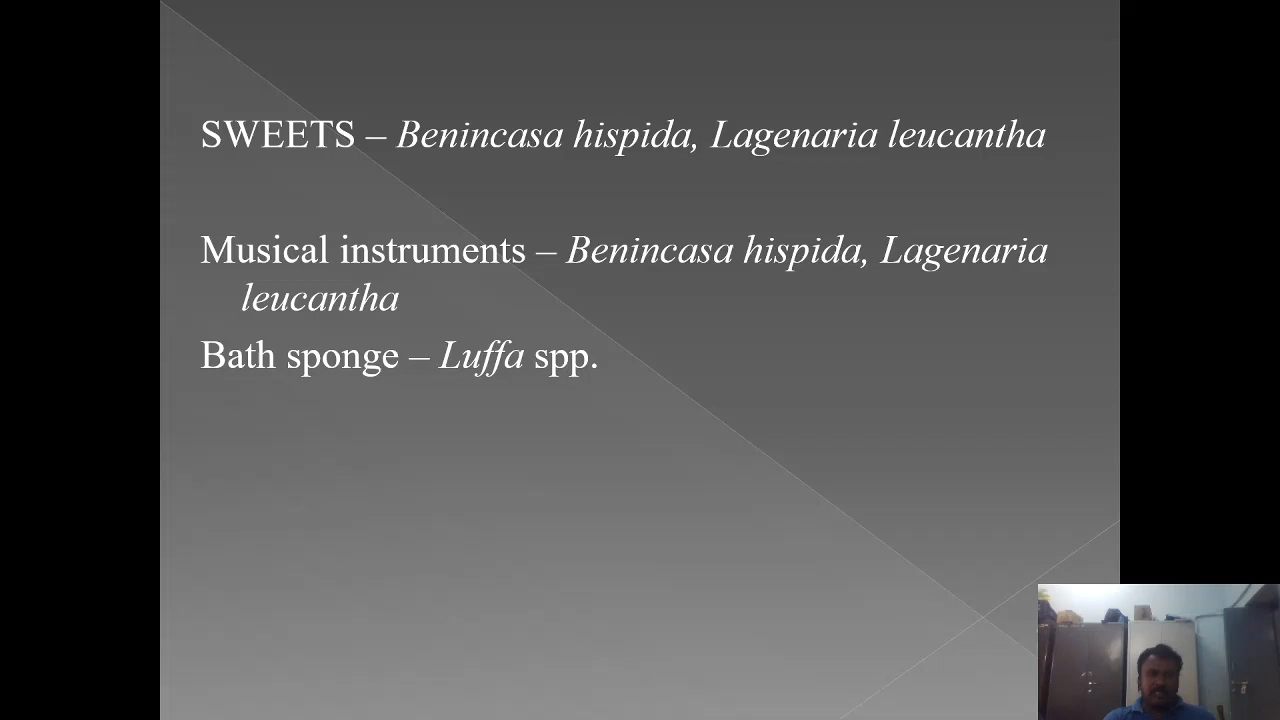 SWEETS – Benincasa hispida, Lagenaria leucantha
Musical instruments – Benincasa hispida, Lagenaria
leucantha
Bath sponge – Luffa spp.